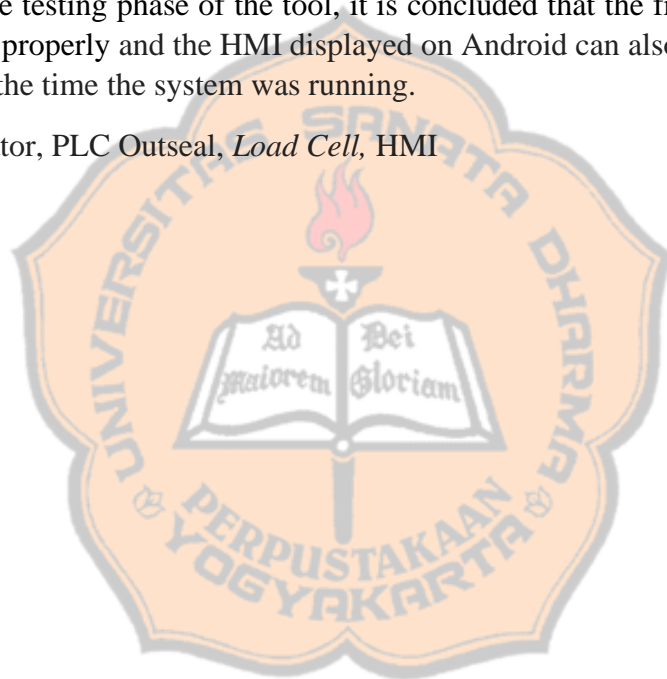 e testing phase of the tool, it is concluded that the fi
properly and the HMI displayed on Android can also
the time the system was running.
tor, PLC Outseal, Load Cell, HMI
UNIVERSITAS SANATA DHARMA
Ad
Maiorem
Dei
Gloriam
PERPUSTAKAAN
YOGYAKARTA